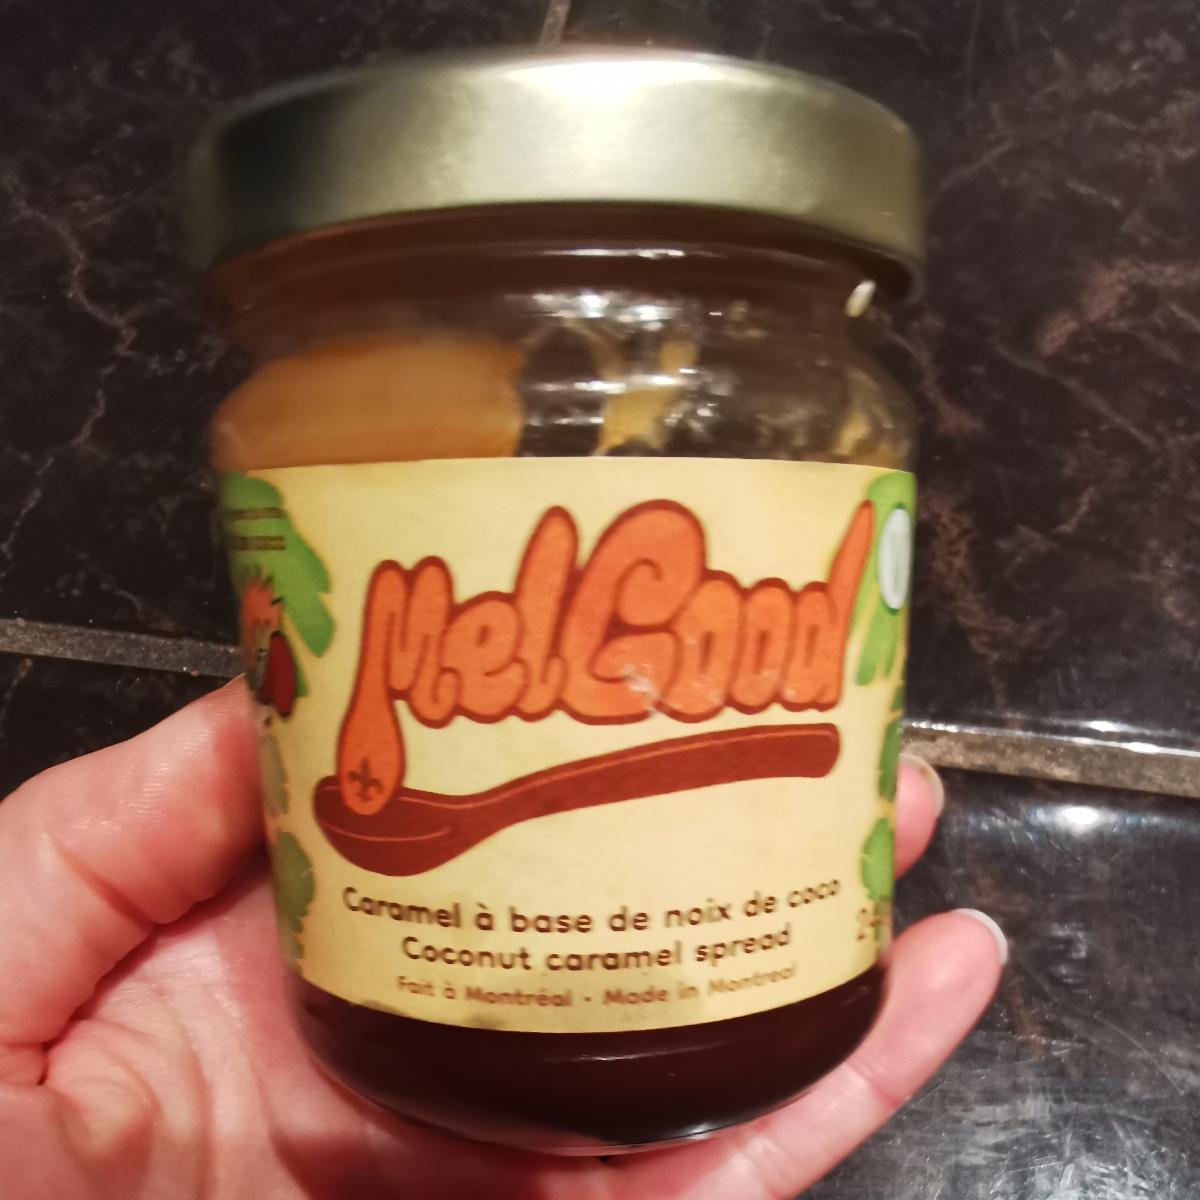 MelGood
Caramel à base de noix de coco
Coconut caramel spread
Fait à Montréal • Made in Montreal